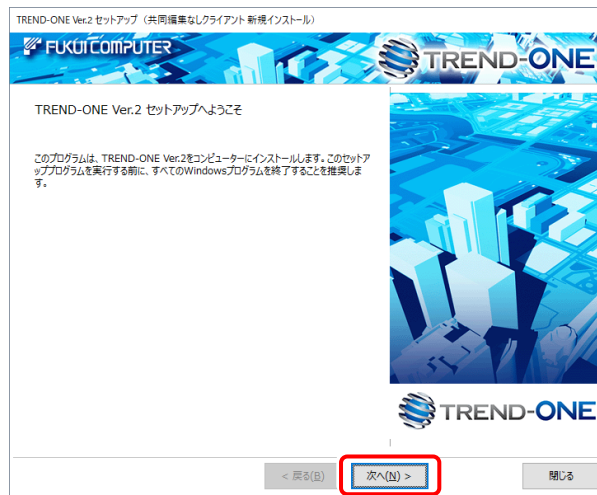 TREND-ONE Ver.2 セットアップ（共同編集なしクライアント 新規インストール）
FUKUI COMPUTER
TREND-ONE
TREND-ONE Ver.2 セットアップへようこそ
このプログラムは、TREND-ONE Ver.2をコンピューターにインストールします。このセットア
ッププログラムを実行する前に、すべてのWindowsプログラムを終了することを推奨しま
す。
TREND-ONE
< 戻る(B)
次へ(N) >
閉じる